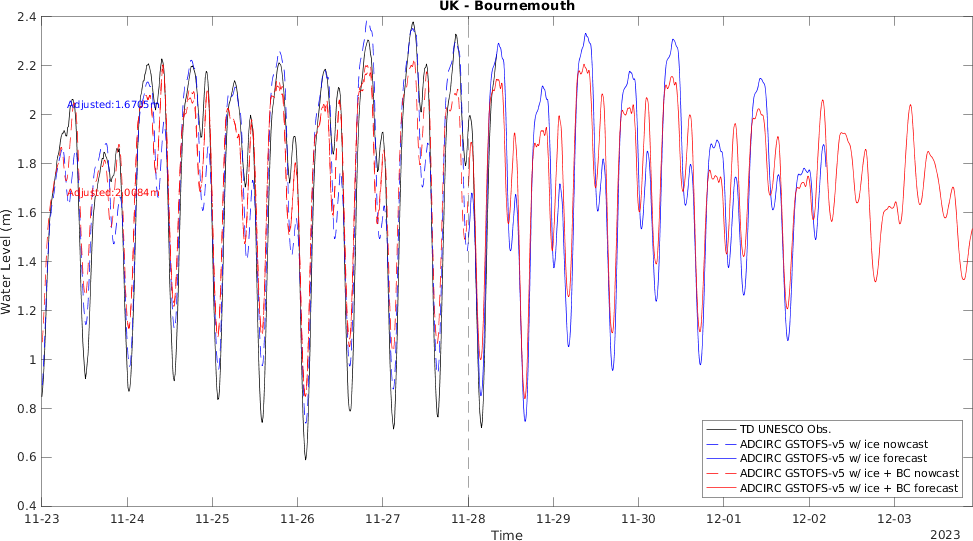 UK - Bournemouth
2.4
2.2
2
1.8
1.6
1.4
1.2
1
0.8
0.6
0.4
Water Level (m)
Adjusted:1.6705m
Adjusted:2.0084m
TD UNESCO Obs.
ADCIRC GSTOFS-v5 w/ ice nowcast
ADCIRC GSTOFS-v5 w/ ice forecast
ADCIRC GSTOFS-v5 w/ ice + BC nowcast
ADCIRC GSTOFS-v5 w/ ice + BC forecast
11-23 11-24 11-25 11-26 11-27 11-28 11-29 11-30 12-01 12-02 12-03
Time
2023